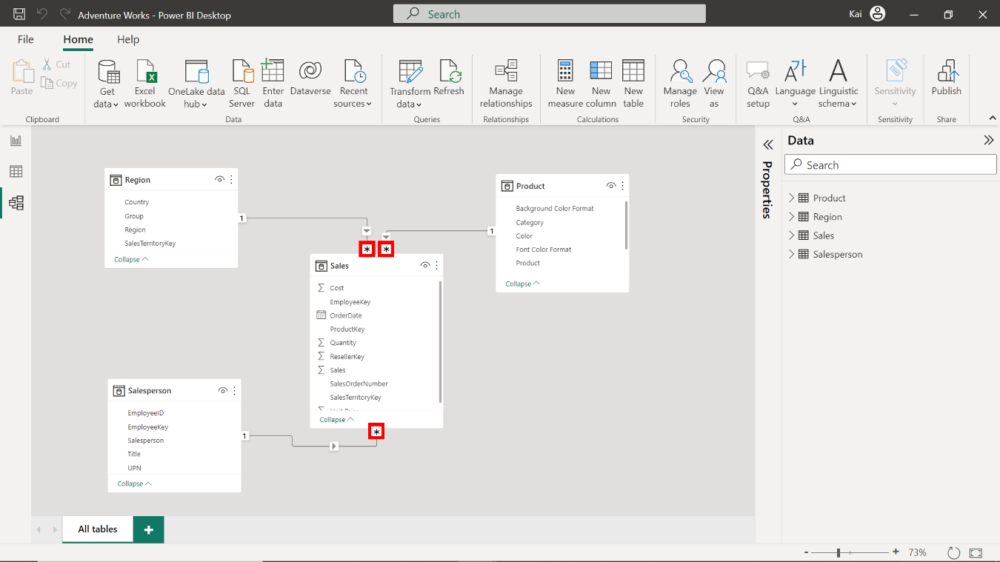 Adventure Works - Power BI Desktop
Search
Kai
File
Home
Help
Paste
Cut
Copy
Clipboard
Get data
Excel workbook
OneLake data hub
SQL Server
Enter data
Dataverse
Recent sources
Data
Transform data
Refresh
Queries
Manage relationships
Relationships
New measure
New column
New table
Calculations
Manage roles
View as
Security
Q&A setup
Language
Linguistic schema
Q&A
Sensitivity
Sensitivity
Publish
Share
Region
Country
Group
Region
SalesTerritoryKey
Collapse
1
*
*
1
Product
Background Color Format
Category
Color
Font Color Format
Product
Collapse
Sales
Σ Cost
EmployeeKey
OrderDate
ProductKey
Σ Quantity
Σ ResellerKey
Σ Sales
SalesOrderNumber
SalesTerritoryKey
Collapse
*
Salesperson
EmployeeID
EmployeeKey
Salesperson
Title
UPN
Collapse
1
Properties
Data
Search
Product
Region
Sales
Salesperson
All tables
+
- + 73%